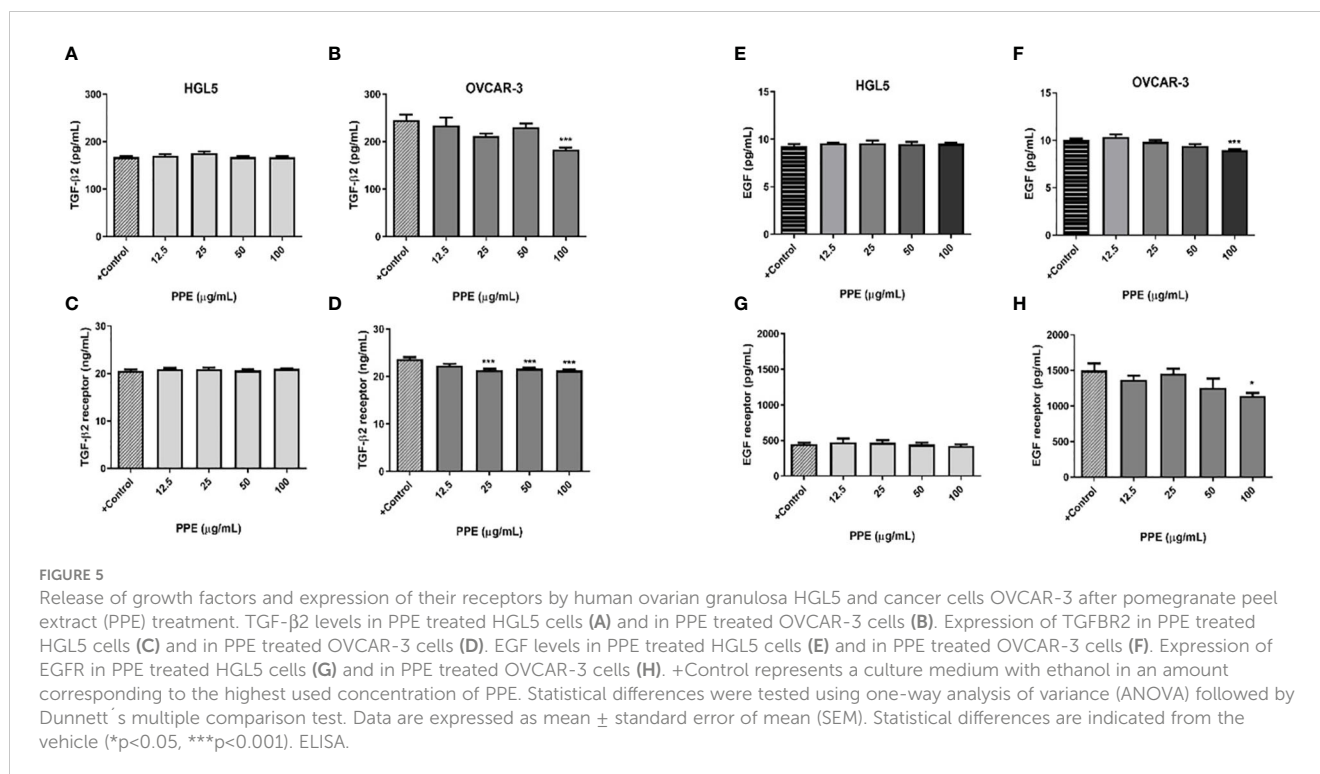 A
HGL5
TGF-β2 (pg/mL)
300
200
100
0
+Control
12.5
25
50
100
PPE (μg/mL)
B
OVCAR-3
TGF-β2 (pg/mL)
300
200
100
0
***
+Control
12.5
25
50
100
PPE (μg/mL)
E
HGL5
EGF (pg/mL)
15
10
5
0
+Control
12.5
25
50
100
PPE (μg/mL)
F
OVCAR-3
EGF (pg/mL)
15
10
5
0
***
+Control
12.5
25
50
100
PPE (μg/mL)
C
TGF-β2 receptor (ng/mL)
30
20
10
0
+Control
12.5
25
50
100
PPE (μg/mL)
D
TGF-β2 receptor (ng/mL)
30
20
10
0
*** *** ***
+Control
12.5
25
50
100
PPE (μg/mL)
G
EGF receptor (pg/mL)
2000
1500
1000
500
0
+Control
12.5
25
50
100
PPE (μg/mL)
H
EGF receptor (pg/mL)
2000
1500
1000
500
0
*
+Control
12.5
25
50
100
PPE (μg/mL)
FIGURE 5
Release of growth factors and expression of their receptors by human ovarian granulosa HGL5 and cancer cells OVCAR-3 after pomegranate peel
extract (PPE) treatment. TGF-β2 levels in PPE treated HGL5 cells (A) and in PPE treated OVCAR-3 cells (B). Expression of TGFBR2 in PPE treated
HGL5 cells (C) and in PPE treated OVCAR-3 cells (D). EGF levels in PPE treated HGL5 cells (E) and in PPE treated OVCAR-3 cells (F). Expression of
EGFR in PPE treated HGL5 cells (G) and in PPE treated OVCAR-3 cells (H). +Control represents a culture medium with ethanol in an amount
corresponding to the highest used concentration of PPE. Statistical differences were tested using one-way analysis of variance (ANOVA) followed by
Dunnett´s multiple comparison test. Data are expressed as mean ± standard error of mean (SEM). Statistical differences are indicated from the
vehicle (*p<0.05, ***p<0.001). ELISA.